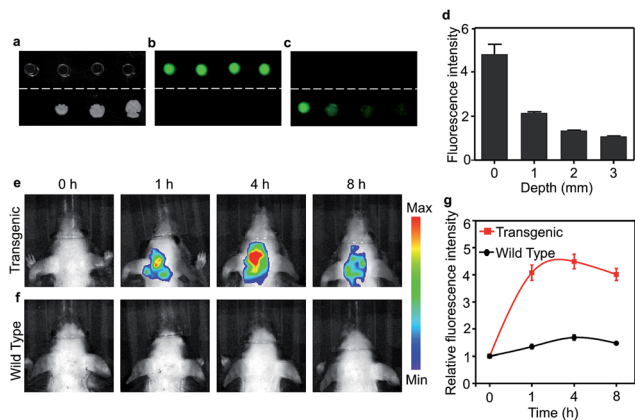 a
b
c
d
Fluorescence intensity
6
4
2
0
0 1 2 3
Depth (mm)
e
0 h 1 h 4 h 8 h
Transgenic
f
Wild Type
Max
Min
g
Relative fluorescence intensity
Transgenic
Wild Type
6
5
4
3
2
1
0
0 1 4 8
Time (h)